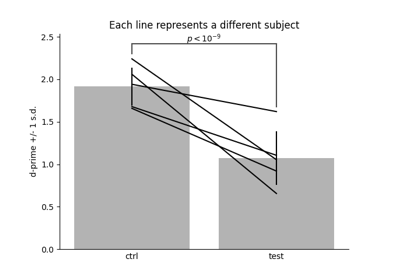 Each line represents a different subject
p < 10⁻⁹
d-prime +/- 1 s.d.
2.5
2.0
1.5
1.0
0.5
0.0
ctrl test